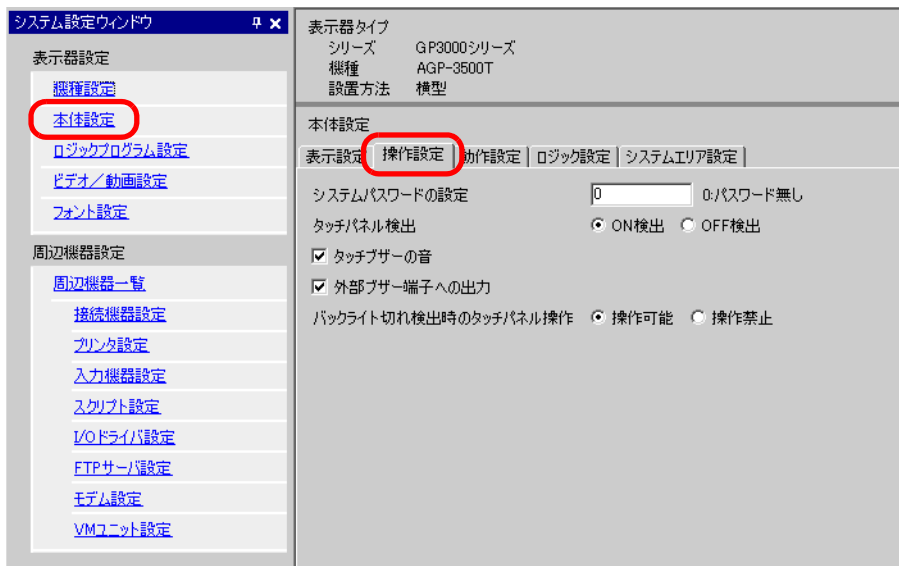 システム設定ウィンドウ
表示器設定
機種設定
本体設定
ロジックプログラム設定
ビデオ／動画設定
フォント設定
周辺機器設定
周辺機器一覧
接続機器設定
プリンタ設定
入力機器設定
スクリプト設定
I/Oドライバ設定
FTPサーバ設定
モデム設定
VMユニット設定
表示器タイプ
シリーズ GP3000シリーズ
機種 AGP-3500T
設置方法 横型
本体設定
表示設定 操作設定 動作設定 ロジック設定 システムエリア設定
システムパスワードの設定 0 0:パスワード無し
タッチパネル検出 ON検出 OFF検出
タッチブザーの音
外部ブザー端子への出力
バックライト切れ検出時のタッチパネル操作 操作可能 操作禁止